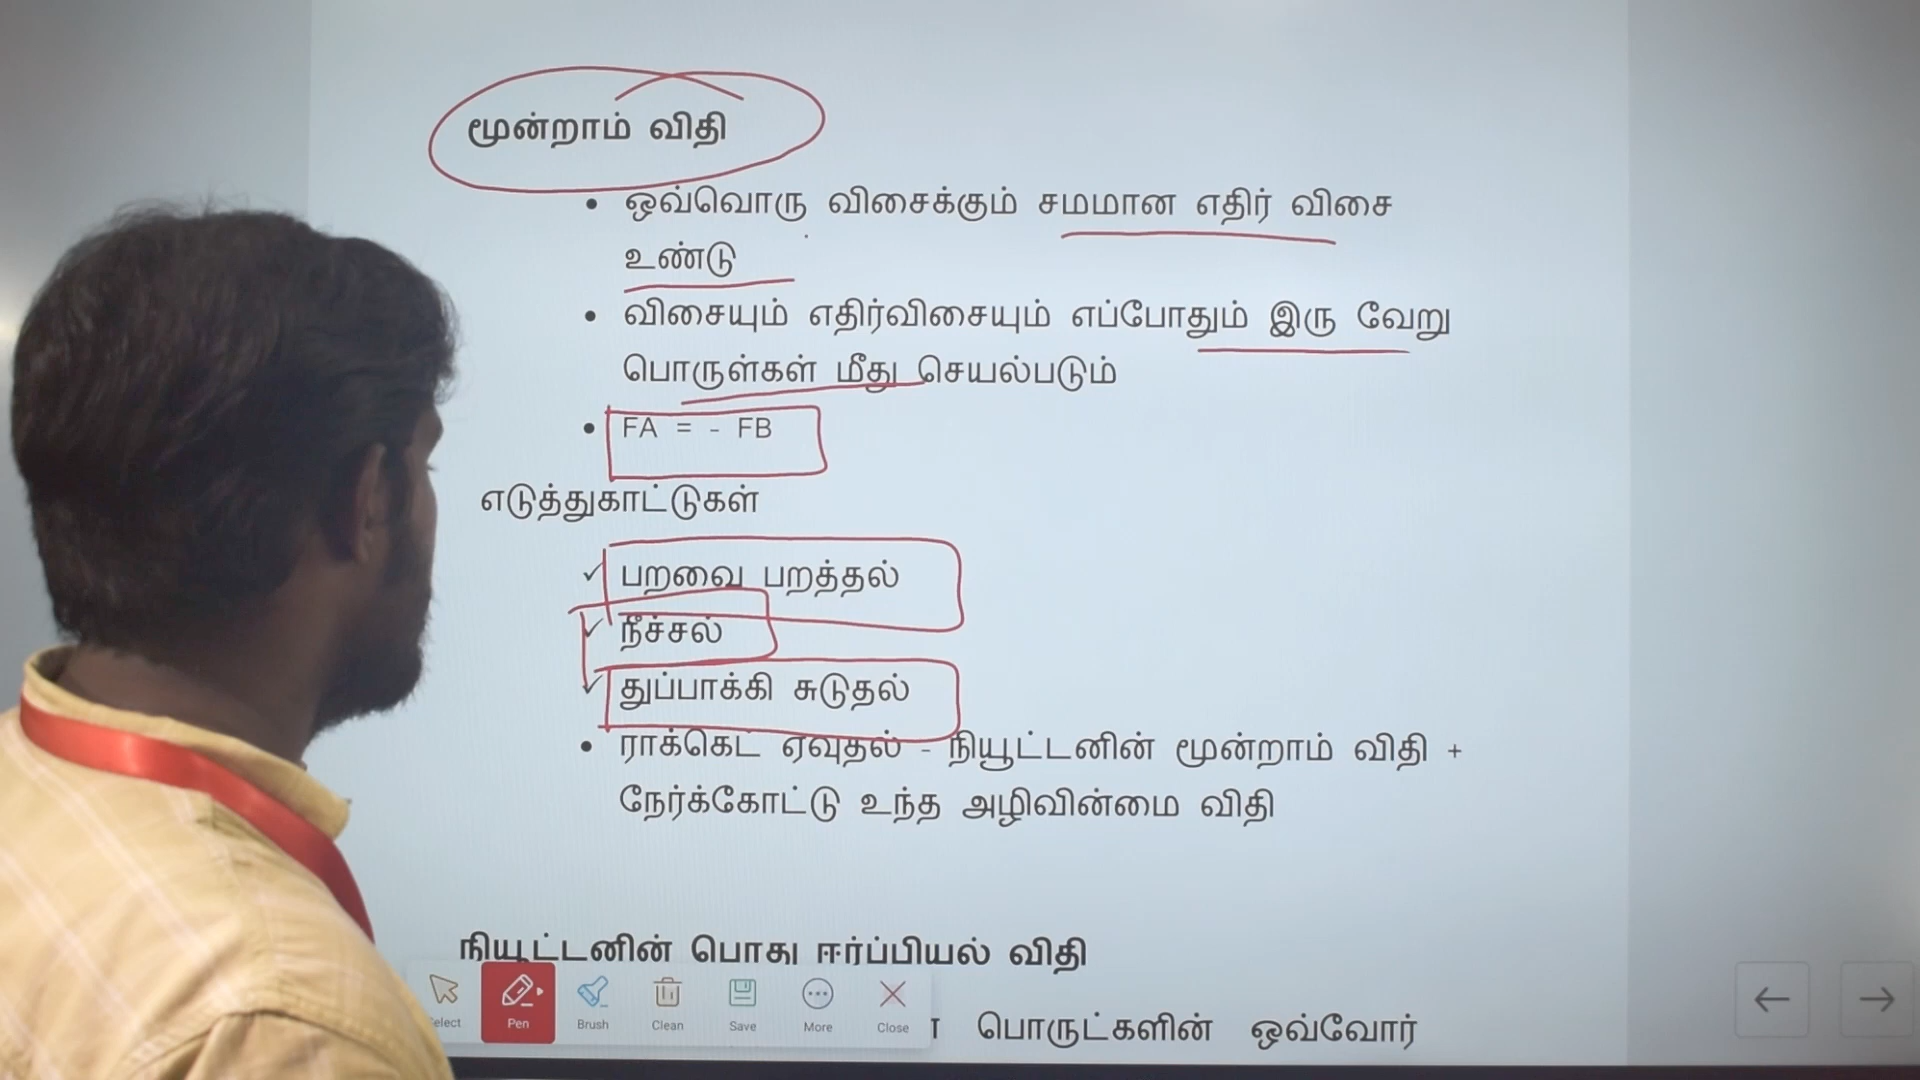 மூன்றாம் விதி
• ஒவ்வொரு விசைக்கும் சமமான எதிர் விசை
உண்டு
• விசையும் எதிர்விசையும் எப்போதும் இரு வேறு
பொருள்கள் மீது செயல்படும்
• FA = - FB
எடுத்துகாட்டுகள்
✓ பறவை பறத்தல்
✓ நீச்சல்
✓ துப்பாக்கி சுடுதல்
• ராக்கெட் ஏவுதல் - நியூட்டனின் மூன்றாம் விதி +
நேர்க்கோட்டு உந்த அழிவின்மை விதி
நியூட்டனின் பொது ஈர்ப்பியல் விதி
பொருட்களின் ஒவ்வோர்
Pen Brush Clean Save More Close